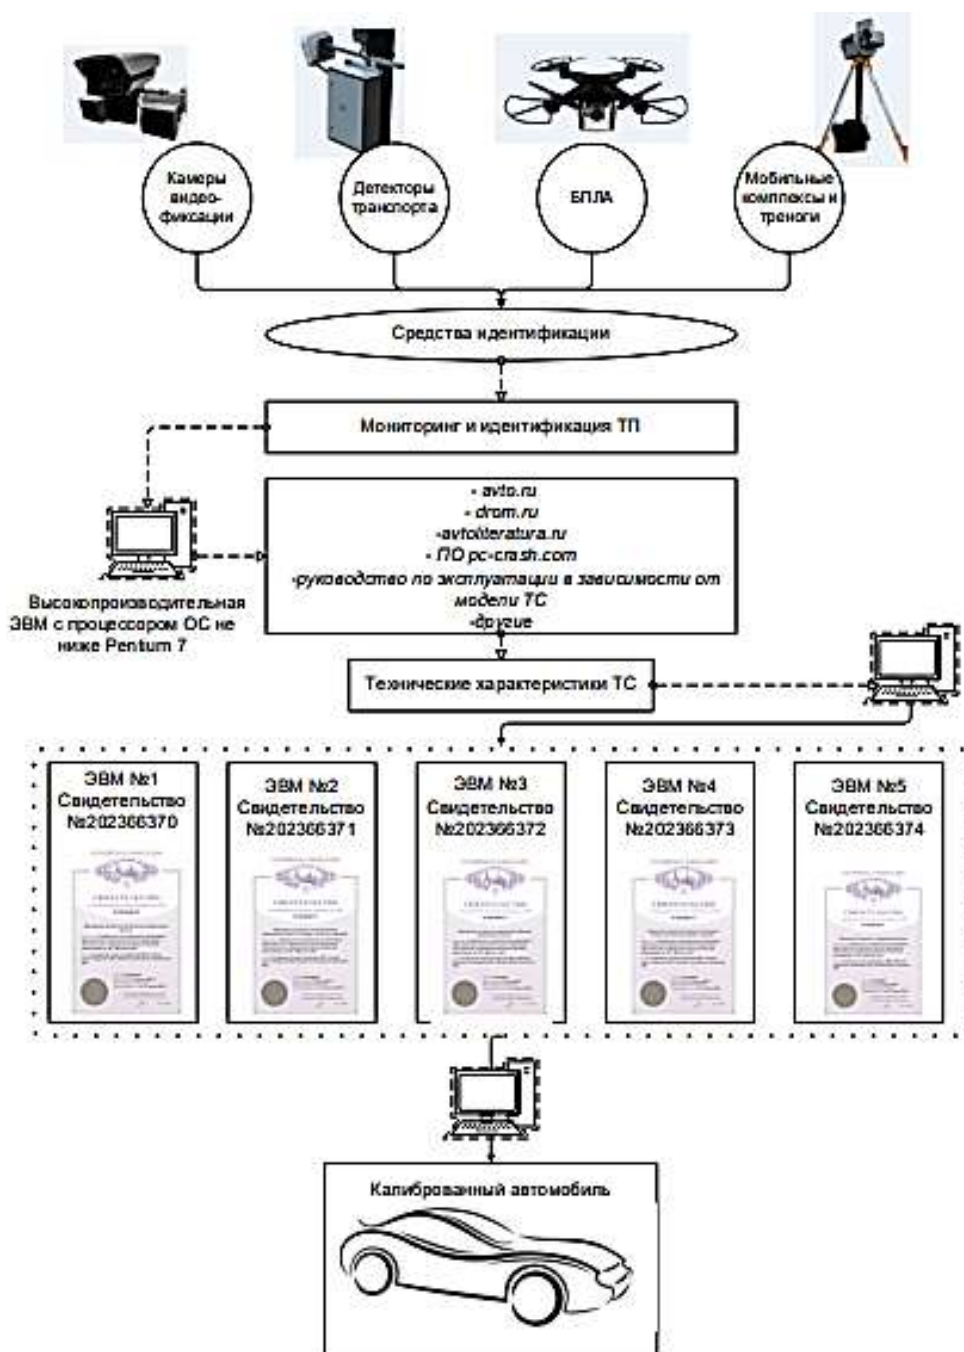 Камеры
видео-
фиксации
Детекторы
транспорта
БПЛА
Мобильные
комплексы и
треноги
Средства идентификации
Мониторинг и идентификация ТП
- avto.ru
- drom.ru
-avtoliteratura.ru
- ПО pc-crash.com
-руководство по эксплуатации в зависимости от
модели ТС
-другие
Высокопроизводительная
ЭВМ с процессором ОС не
ниже Pentium 7
Технические характеристики ТС
ЭВМ №1
Свидетельство
№202366370
ЭВМ №2
Свидетельство
№202366371
ЭВМ №3
Свидетельство
№202366372
ЭВМ №4
Свидетельство
№202366373
ЭВМ №5
Свидетельство
№202366374
Калиброванный автомобиль